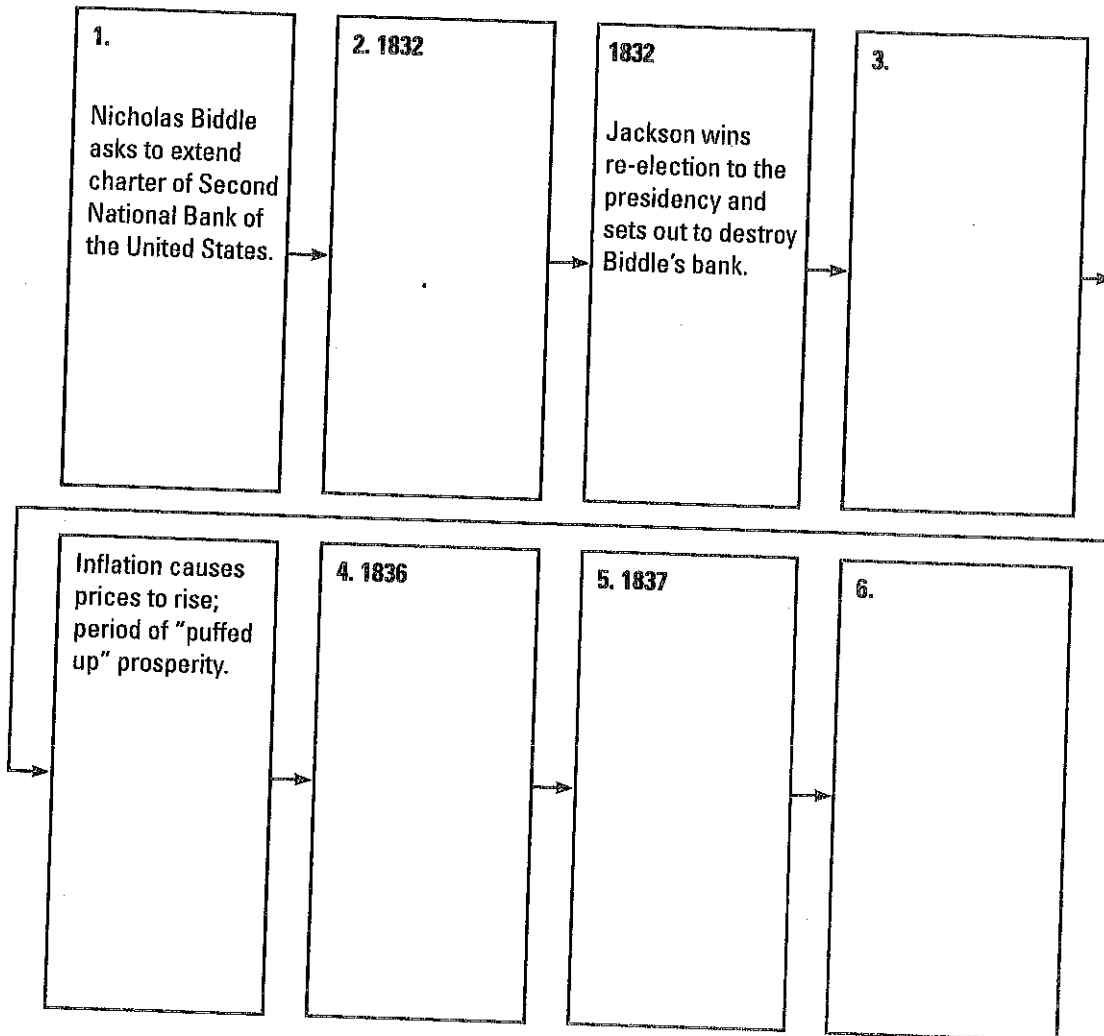 1.
Nicholas Biddle
asks to extend
charter of Second
National Bank of
the United States.
2. 1832
1832
Jackson wins
re-election to the
presidency and
sets out to destroy
Biddle's bank.
3.
Inflation causes
prices to rise;
period of "puffed
up" prosperity.
4. 1836
5. 1837
6.